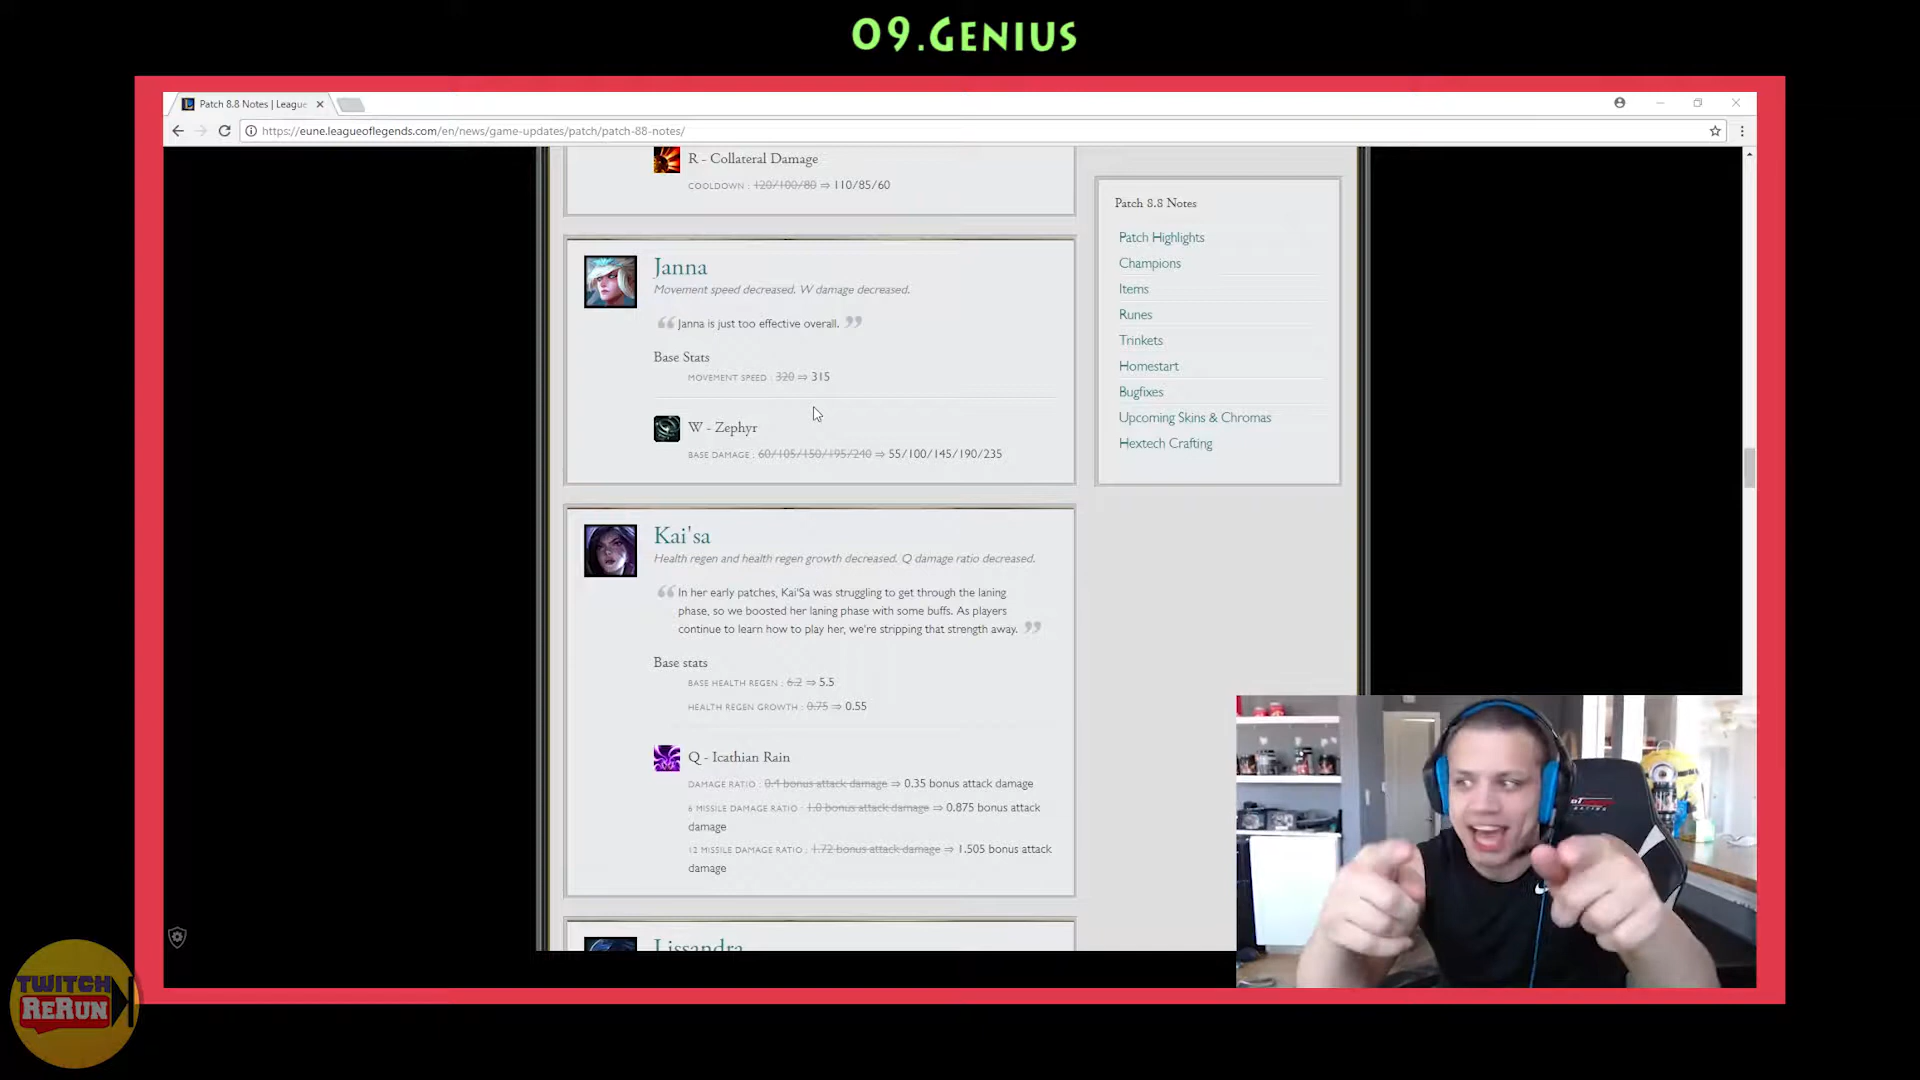 09.GENIUS
Patch 8.8 Notes | League
https://eune.leagueoflegends.com/en/news/game-updates/patch/patch-88-notes/
R - Collateral Damage
COOLDOWN : 120/100/80 ⇒ 110/85/60
Janna
Movement speed decreased. W damage decreased.
“ Janna is just too effective overall. ”
Base Stats
MOVEMENT SPEED : 320 ⇒ 315
W - Zephyr
BASE DAMAGE : 60/105/150/195/240 ⇒ 55/100/145/190/235
Kai'sa
Health regen and health regen growth decreased. Q damage ratio decreased.
“ In her early patches, Kai'Sa was struggling to get through the laning
phase, so we boosted her laning phase with some buffs. As players
continue to learn how to play her, we're stripping that strength away. ”
Base stats
BASE HEALTH REGEN : 6.2 ⇒ 5.5
HEALTH REGEN GROWTH : 0.75 ⇒ 0.55
Q - Icathian Rain
DAMAGE RATIO : 0.4 bonus attack damage ⇒ 0.35 bonus attack damage
6 MISSILE DAMAGE RATIO : 1.0 bonus attack damage ⇒ 0.875 bonus attack
damage
12 MISSILE DAMAGE RATIO : 1.72 bonus attack damage ⇒ 1.505 bonus attack
damage
Lissandra
Patch 8.8 Notes
Patch Highlights
Champions
Items
Runes
Trinkets
Homestart
Bugfixes
Upcoming Skins & Chromas
Hextech Crafting
TWITCH
ReRUN